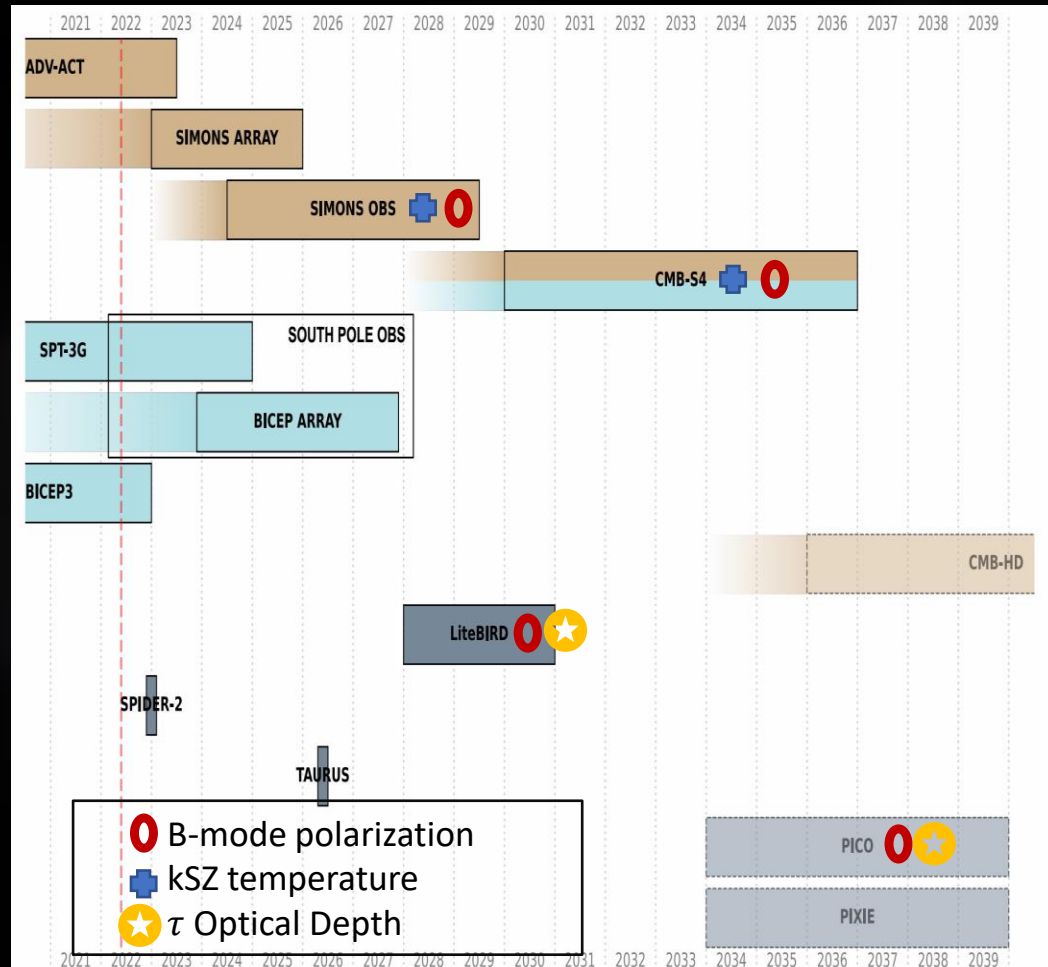 2021 2022 2023 2024 2025 2026 2027 2028 2029 2030 2031 2032 2033 2034 2035 2036 2037 2038 2039
ADV-ACT
SIMONS ARRAY
SIMONS OBS
CMB-S4
SOUTH POLE OBS
SPT-3G
BICEP ARRAY
BICEP3
CMB-HD
LiteBIRD
SPIDER-2
TAURUS
B-mode polarization
PICO
kSZ temperature
PIXIE
τ Optical Depth
2021 2022 2023 2024 2025 2026 2027 2028 2029 2030 2031 2032 2033 2034 2035 2036 2037 2038 2039